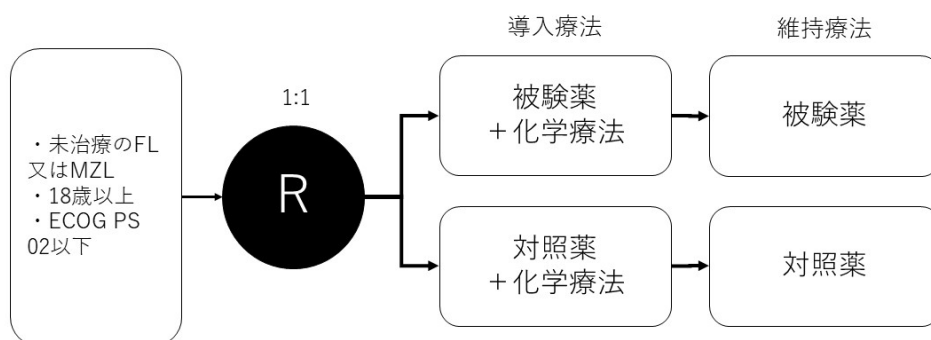 導入療法
維持療法
1:1
・未治療のFL
又はMZL
・18歳以上
・ECOG PS
02以下
R
被験薬
＋化学療法
被験薬
対照薬
＋化学療法
対照薬